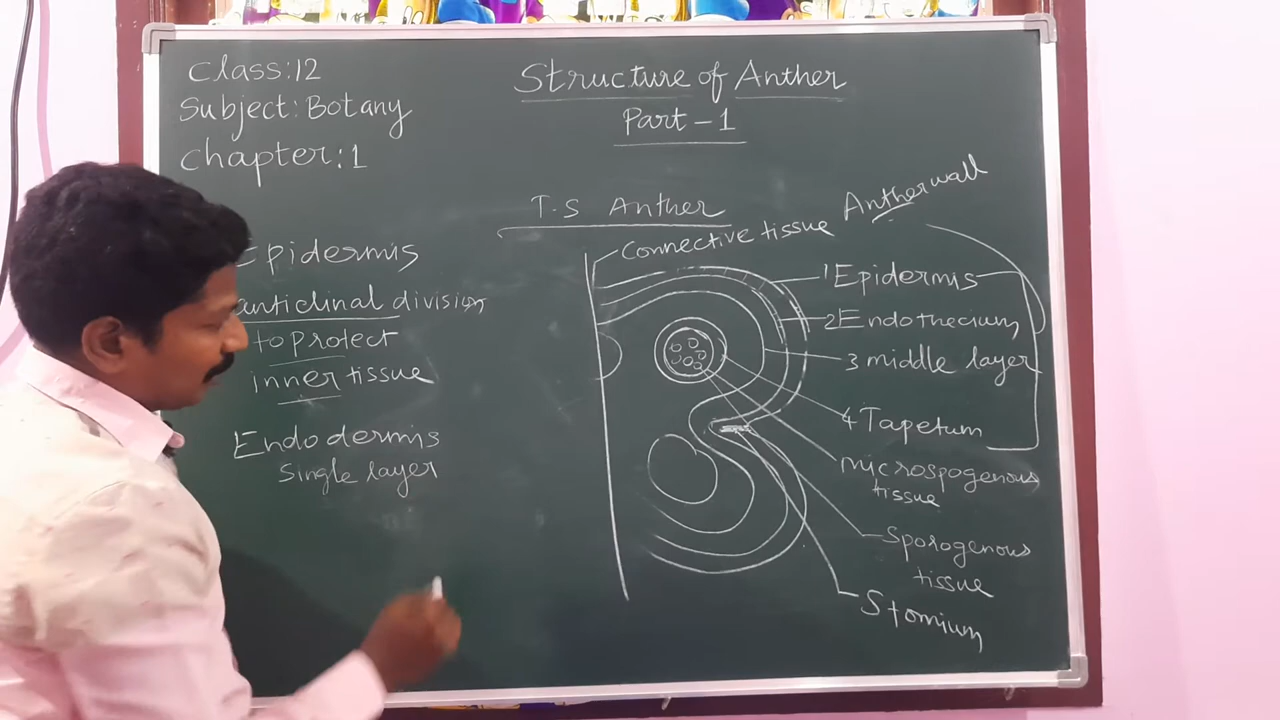 Class:12
Subject: Botany
Chapter:1
Structure of Anther
Part-1
T.S Anther
Anther wall
Connective tissue
1 Epidermis
2 Endothecium
3 middle layer
4 Tapetum
microspogenous
tissue
Sporogenous
tissue
Stomium
Epidermis
anticlinal division
to protect
inner tissue
Endodermis
Single layer